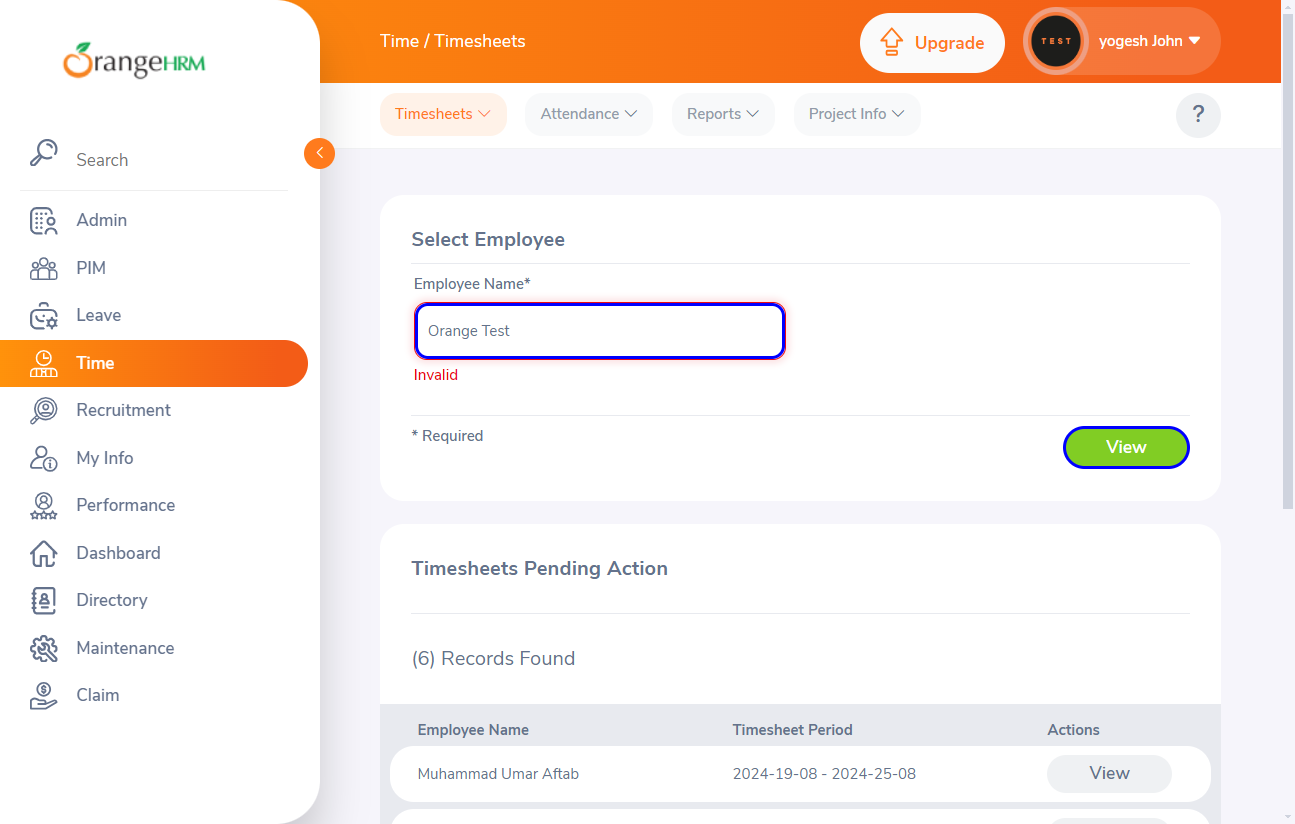 OrangeHRM
Time / Timesheets
Upgrade
TEST
yogesh John
Timesheets
Attendance
Reports
Project Info
?
Search
Admin
PIM
Leave
Time
Recruitment
My Info
Performance
Dashboard
Directory
Maintenance
Claim
Select Employee
Employee Name*
Orange Test
Invalid
* Required
View
Timesheets Pending Action
(6) Records Found
Employee Name Timesheet Period Actions
Muhammad Umar Aftab 2024-19-08 - 2024-25-08 View